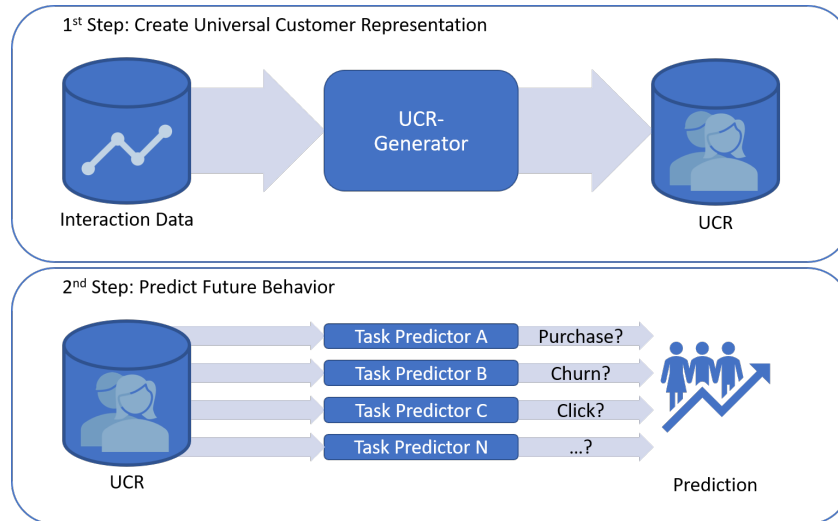 1st Step: Create Universal Customer Representation
UCR-
Generator
Interaction Data
UCR
2nd Step: Predict Future Behavior
Task Predictor A
Purchase?
Task Predictor B
Churn?
Task Predictor C
Click?
Task Predictor N
...?
UCR
Prediction